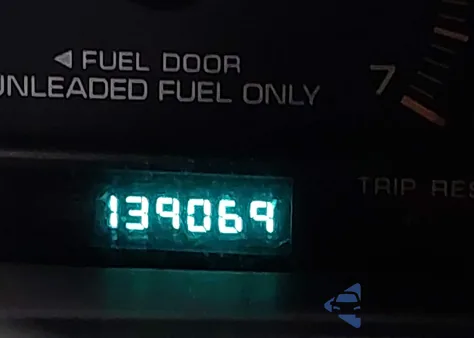 ◄ FUEL DOOR
UNLEADED FUEL ONLY
7
TRIP RES
139069